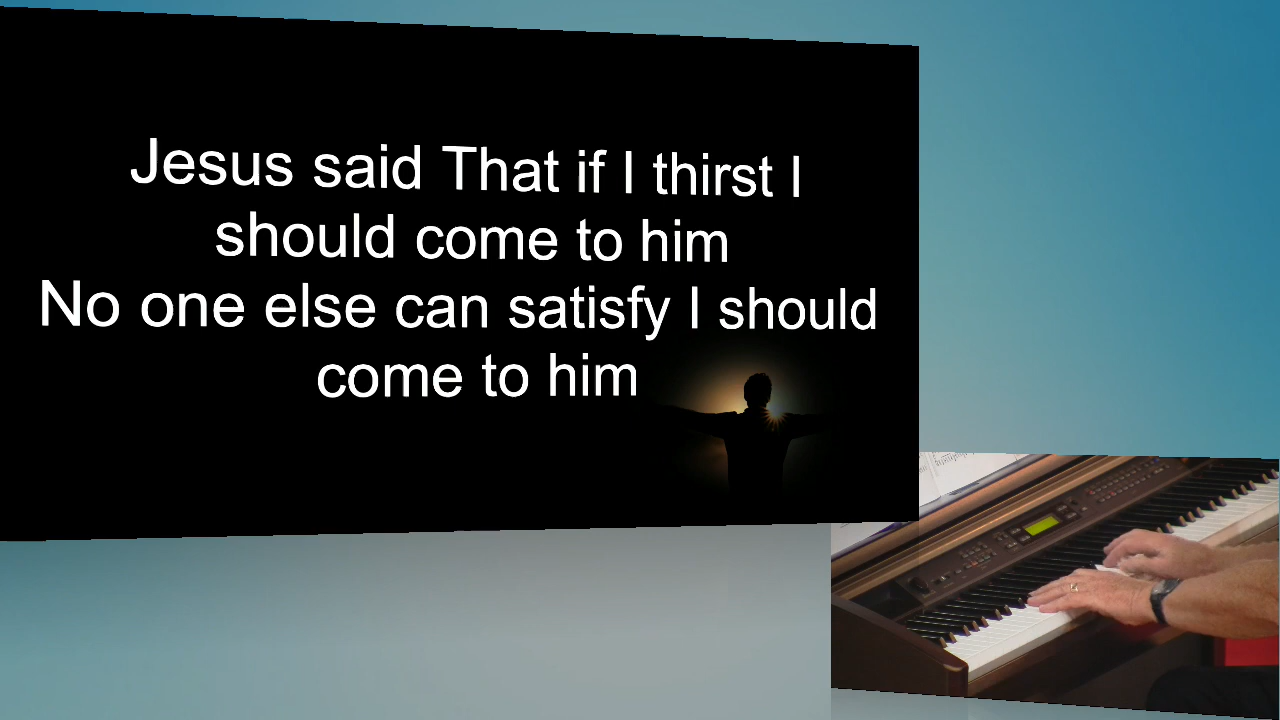 Jesus said That if I thirst I
should come to him
No one else can satisfy I should
come to him